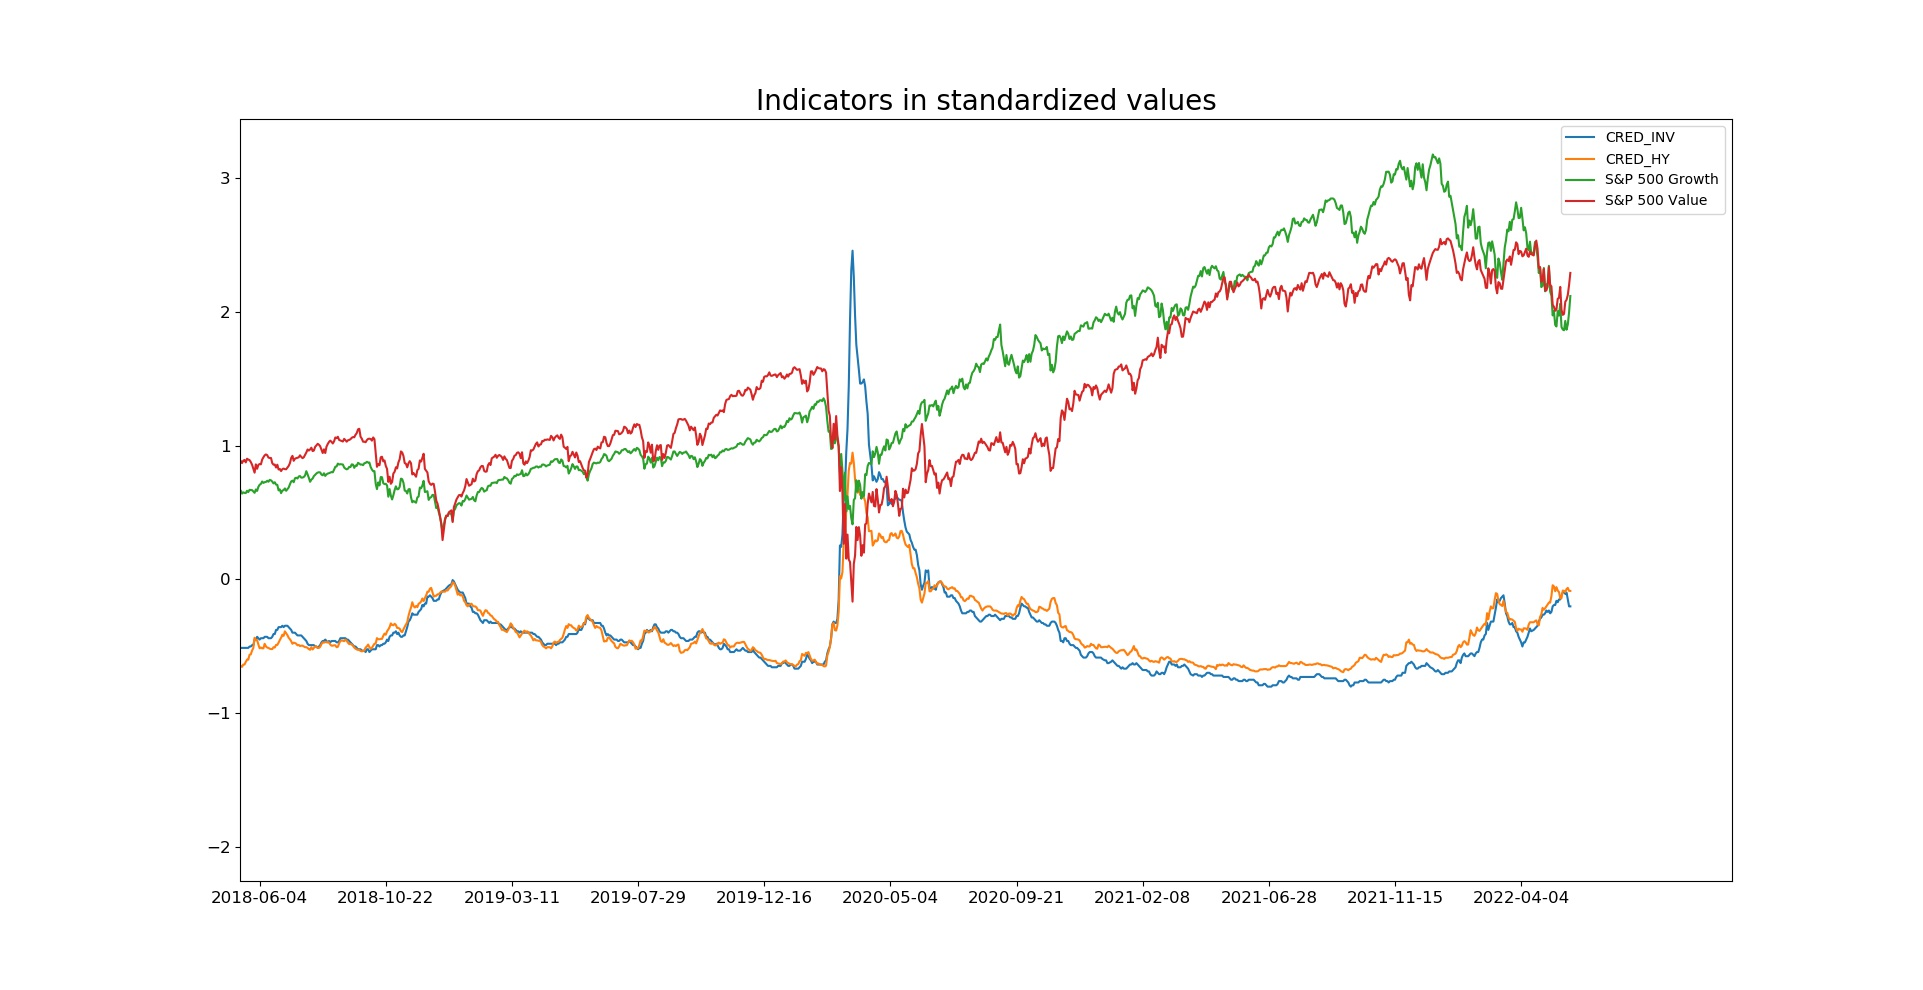 Indicators in standardized values
CRED_INV
CRED_HY
S&P 500 Growth
S&P 500 Value
3
2
1
0
−1
−2
2018-06-04 2018-10-22 2019-03-11 2019-07-29 2019-12-16 2020-05-04 2020-09-21 2021-02-08 2021-06-28 2021-11-15 2022-04-04